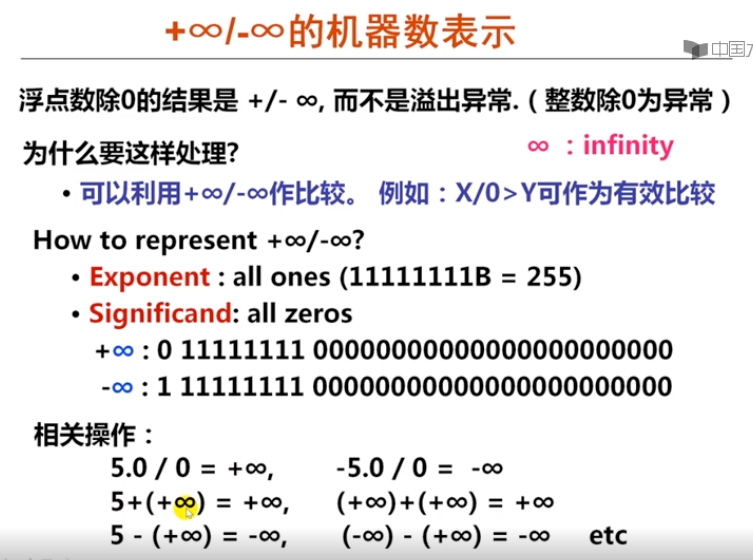 +∞/-∞的机器数表示
中国
浮点数除0的结果是 +/- ∞, 而不是溢出异常.（整数除0为异常）
为什么要这样处理?
∞ : infinity
• 可以利用+∞/-∞作比较。 例如：X/0>Y可作为有效比较
How to represent +∞/-∞?
• Exponent : all ones (11111111B = 255)
• Significand: all zeros
+∞ : 0 11111111 00000000000000000000000
-∞ : 1 11111111 00000000000000000000000
相关操作：
5.0 / 0 = +∞, -5.0 / 0 = -∞
5+(+∞) = +∞, (+∞)+(+∞) = +∞
5 - (+∞) = -∞, (-∞) - (+∞) = -∞ etc